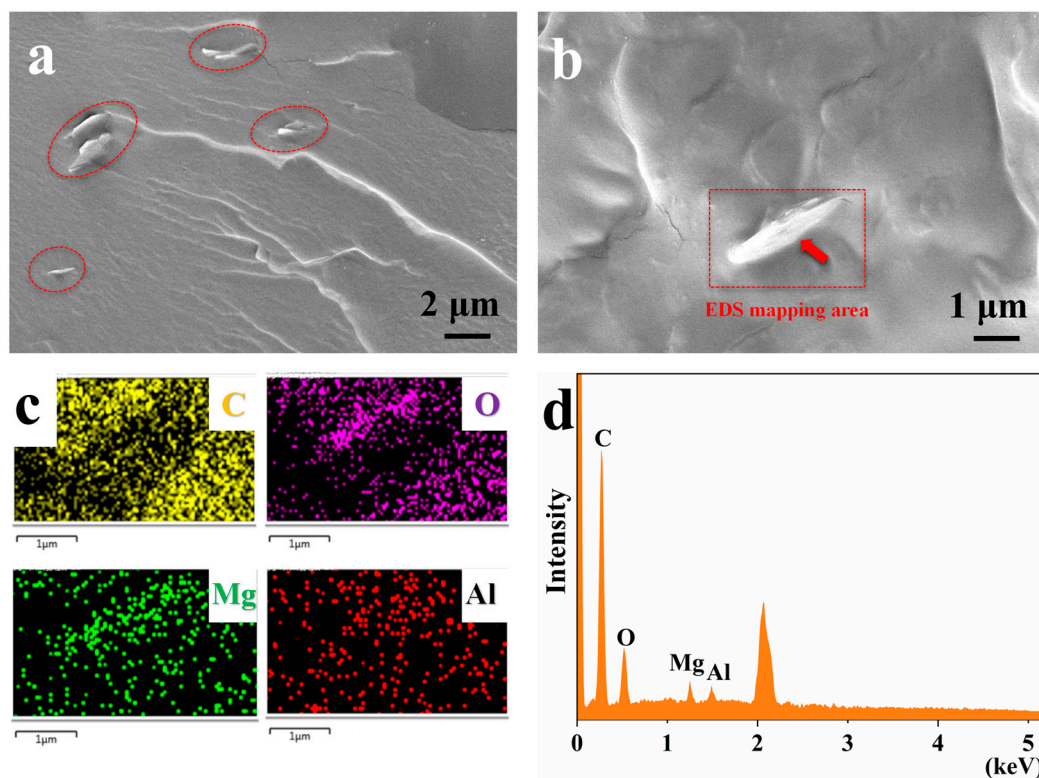 a
2 μm
b
EDS mapping area
1 μm
c
C
O
1μm
1μm
Mg
Al
1μm
1μm
d
Intensity
C
O
Mg
Al
0 1 2 3 4 5
(keV)